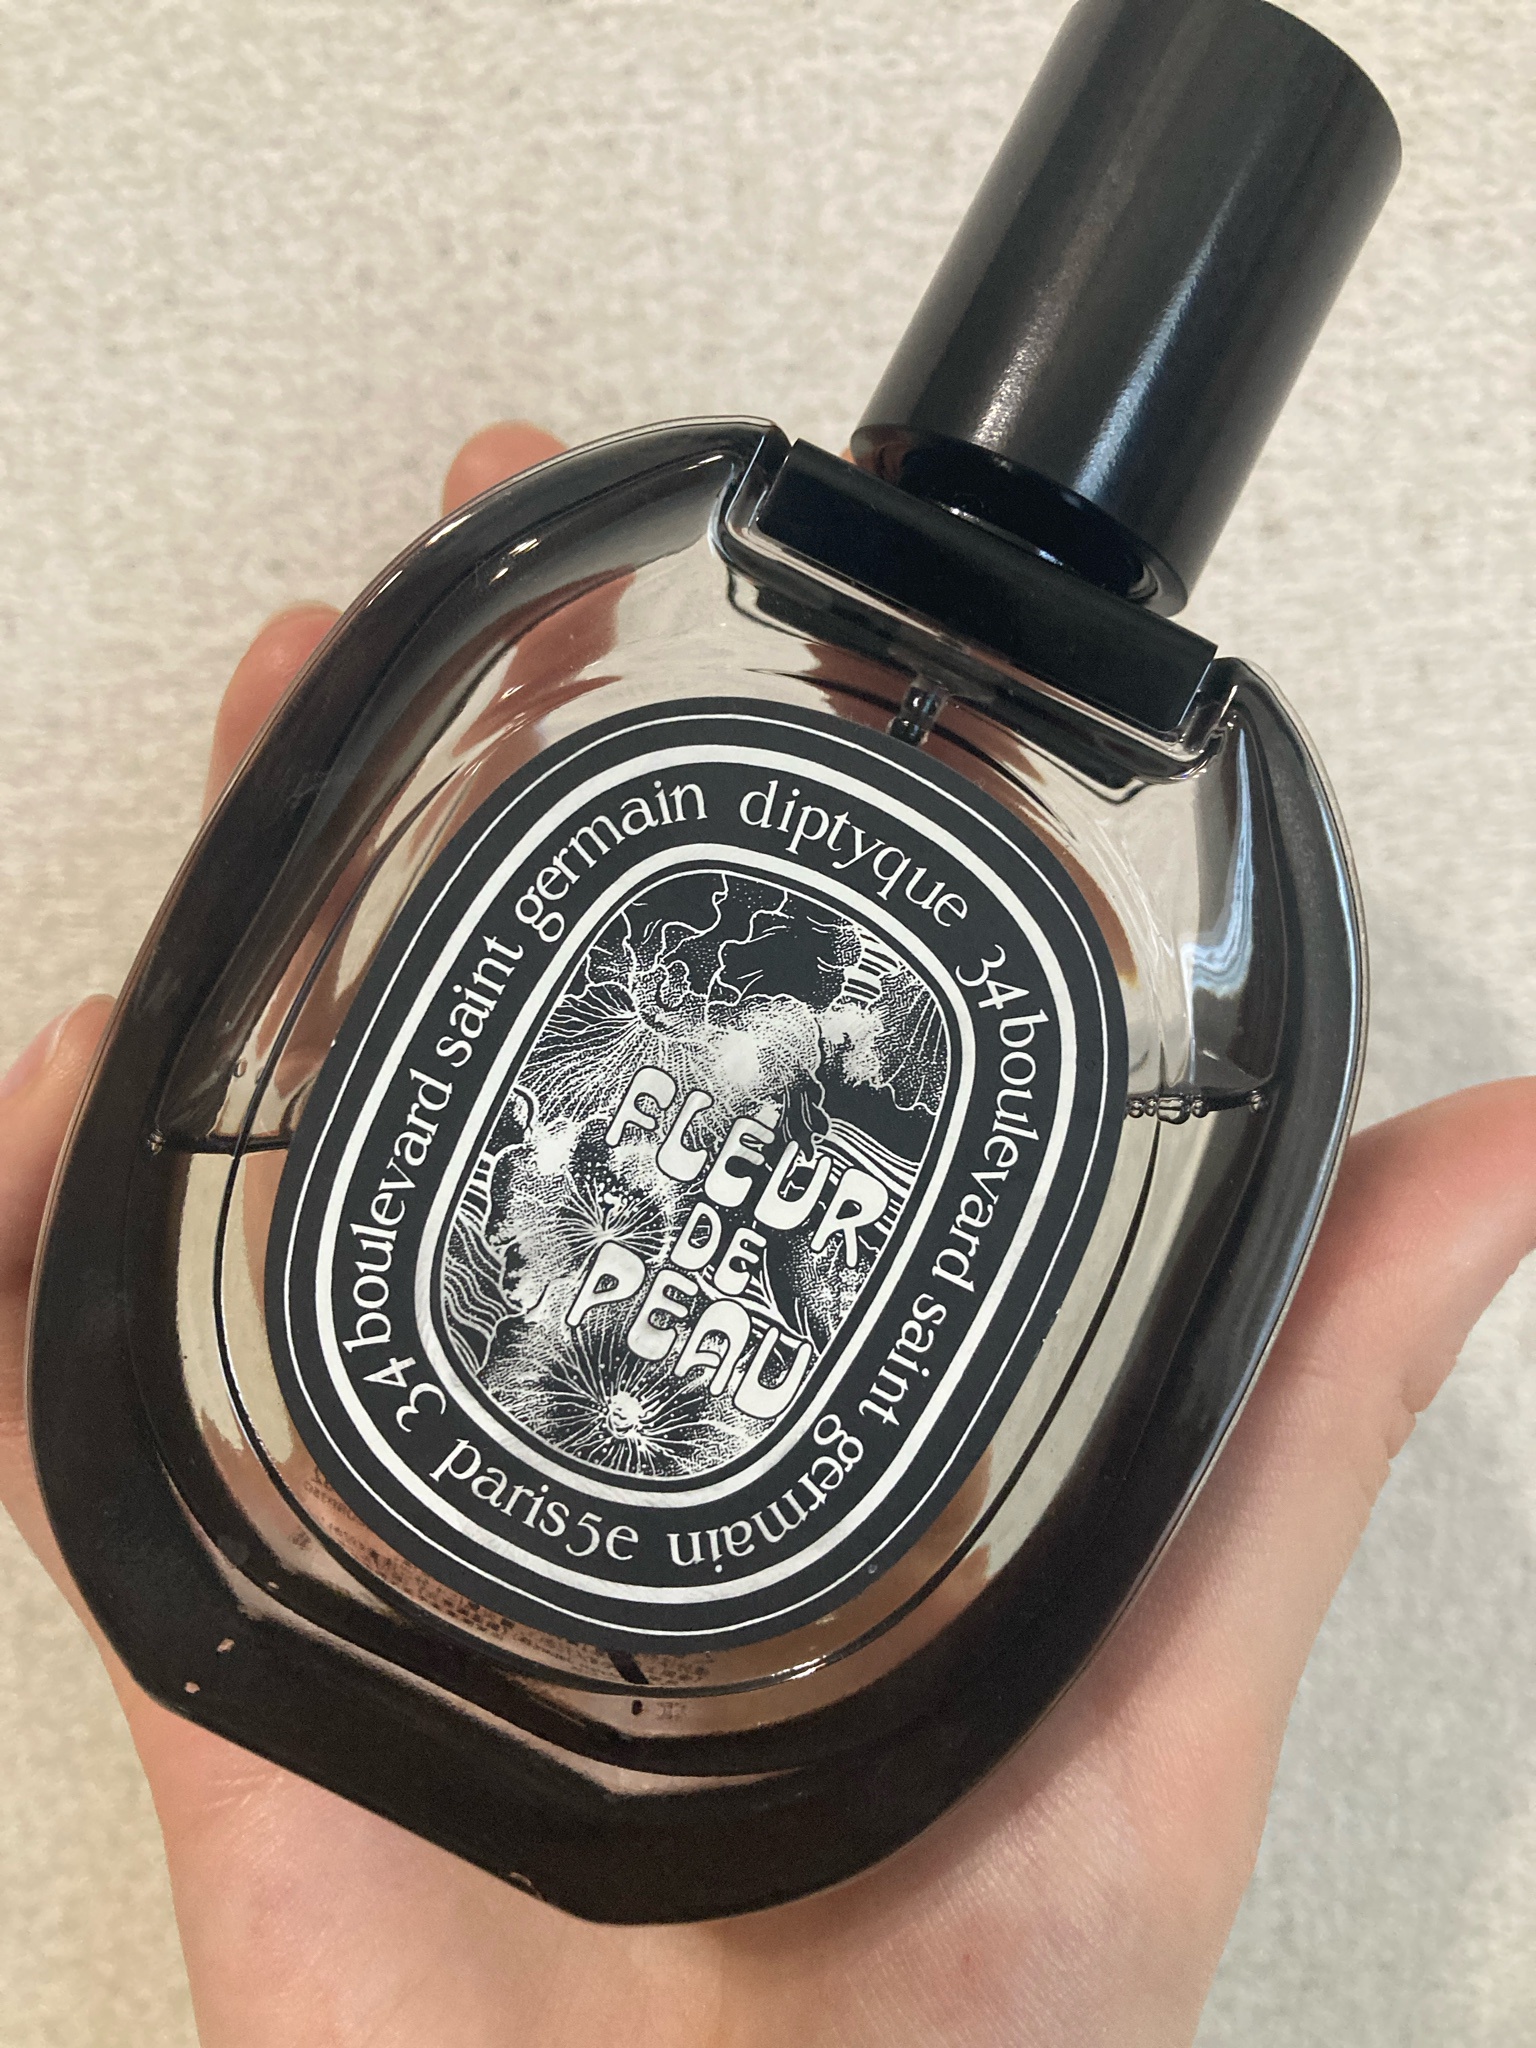 diptyque 34 boulevard saint germain paris5e 34 boulevard saint germain
FLEUR
DE
PEAU